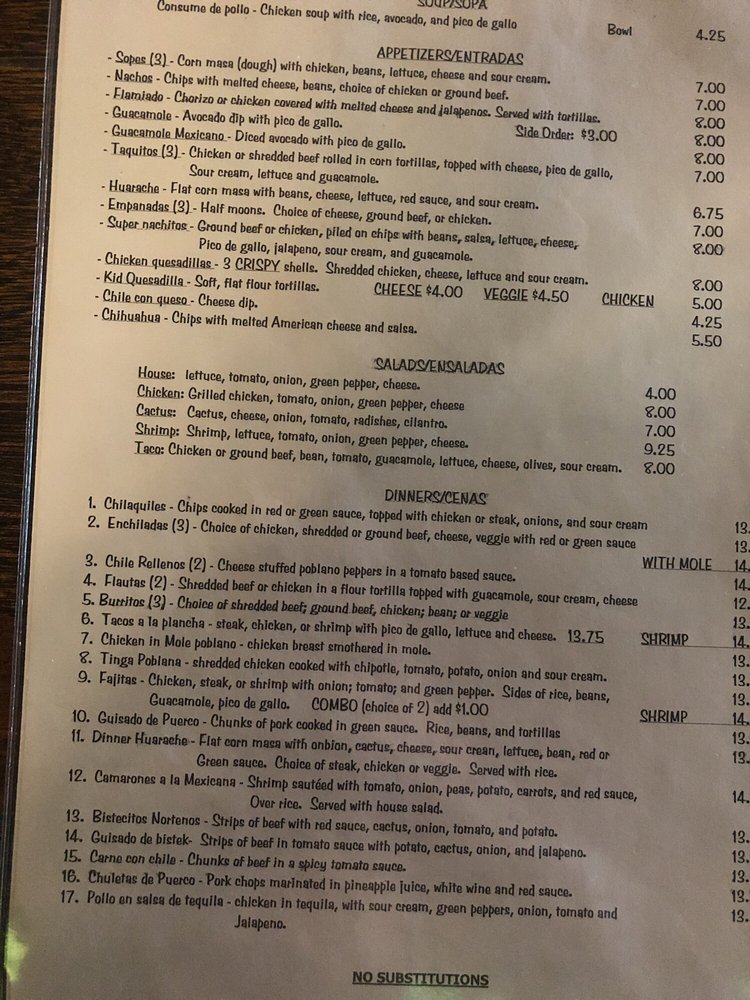 SOUP/SOPA
Consume de pollo - Chicken soup with rice, avocado, and pico de gallo Bowl 4.25
APPETIZERS/ENTRADAS
- Sopes (3) - Corn masa (dough) with chicken, beans, lettuce, cheese and sour cream. 7.00
- Nachos - Chips with melted cheese, beans, choice of chicken or ground beef. 7.00
- Flamiado - Chorizo or chicken covered with melted cheese and jalapenos. Served with tortillas. 8.00
- Guacamole - Avocado dip with pico de gallo. Side Order: $3.00 8.00
- Guacamole Mexicano - Diced avocado with pico de gallo. 8.00
- Taquitos (3) - Chicken or shredded beef rolled in corn tortillas, topped with cheese, pico de gallo, 7.00
Sour cream, lettuce and guacamole.
- Huarache - Flat corn masa with beans, cheese, lettuce, red sauce, and sour cream. 6.75
- Empanadas (3) - Half moons. Choice of cheese, ground beef, or chicken. 7.00
- Super nachitos - Ground beef or chicken, piled on chips with beans, salsa, lettuce, cheese, 8.00
Pico de gallo, jalapeno, sour cream, and guacamole.
- Chicken quesadillas - 3 CRISPY shells. Shredded chicken, cheese, lettuce and sour cream. 8.00
- Kid Quesadilla - Soft, flat flour tortillas. CHEESE $4.00 VEGGIE $4.50 CHICKEN 5.00
- Chile con queso - Cheese dip. 4.25
- Chihuahua - Chips with melted American cheese and salsa. 5.50
SALADS/ENSALADAS
House: lettuce, tomato, onion, green pepper, cheese. 4.00
Chicken: Grilled chicken, tomato, onion, green pepper, cheese 8.00
Cactus: Cactus, cheese, onion, tomato, radishes, cilantro. 7.00
Shrimp: Shrimp, lettuce, tomato, onion, green pepper, cheese. 9.25
Taco: Chicken or ground beef, bean, tomato, guacamole, lettuce, cheese, olives, sour cream. 8.00
DINNERS/CENAS
1. Chilaquiles - Chips cooked in red or green sauce, topped with chicken or steak, onions, and sour cream 13.
2. Enchiladas (3) - Choice of chicken, shredded or ground beef, cheese, veggie with red or green sauce 13.
WITH MOLE 14.
3. Chile Rellenos (2) - Cheese stuffed poblano peppers in a tomato based sauce. 14.
4. Flautas (2) - Shredded beef or chicken in a flour tortilla topped with guacamole, sour cream, cheese 12.
5. Burritos (3) - Choice of shredded beef; ground beef, chicken; bean; or veggie 13.
6. Tacos a la plancha - steak, chicken, or shrimp with pico de gallo, lettuce and cheese. 13.75 SHRIMP 14.
7. Chicken in Mole poblano - chicken breast smothered in mole. 13.
8. Tinga Poblana - shredded chicken cooked with chipotle, tomato, potato, onion and sour cream. 13.
9. Fajitas - Chicken, steak, or shrimp with onion; tomato; and green pepper. Sides of rice, beans, 13.
Guacamole, pico de gallo. COMBO (choice of 2) add $1.00 SHRIMP 14.
10. Guisado de Puerco - Chunks of pork cooked in green sauce. Rice, beans, and tortillas 13.
11. Dinner Huarache - Flat corn masa with onbion, cactus, cheese, sour crean, lettuce, bean, red or 13.
Green sauce. Choice of steak, chicken or veggie. Served with rice.
12. Camarones a la Mexicana - Shrimp sautéed with tomato, onion, peas, potato, carrots, and red sauce, 14.
Over rice. Served with house salad.
13. Bistecitos Nortenos - Strips of beef with red sauce, cactus, onion, tomato, and potato. 13.
14. Guisado de bistek- Strips of beef in tomato sauce with potato, cactus, onion, and jalapeno. 13.
15. Carne con chile - Chunks of beef in a spicy tomato sauce. 13.
16. Chuletas de Puerco - Pork chops marinated in pineapple juice, white wine and red sauce. 13.
17. Pollo en salsa de tequila - chicken in tequila, with sour cream, green peppers, onion, tomato and 13.
Jalapeno.
NO SUBSTITUTIONS